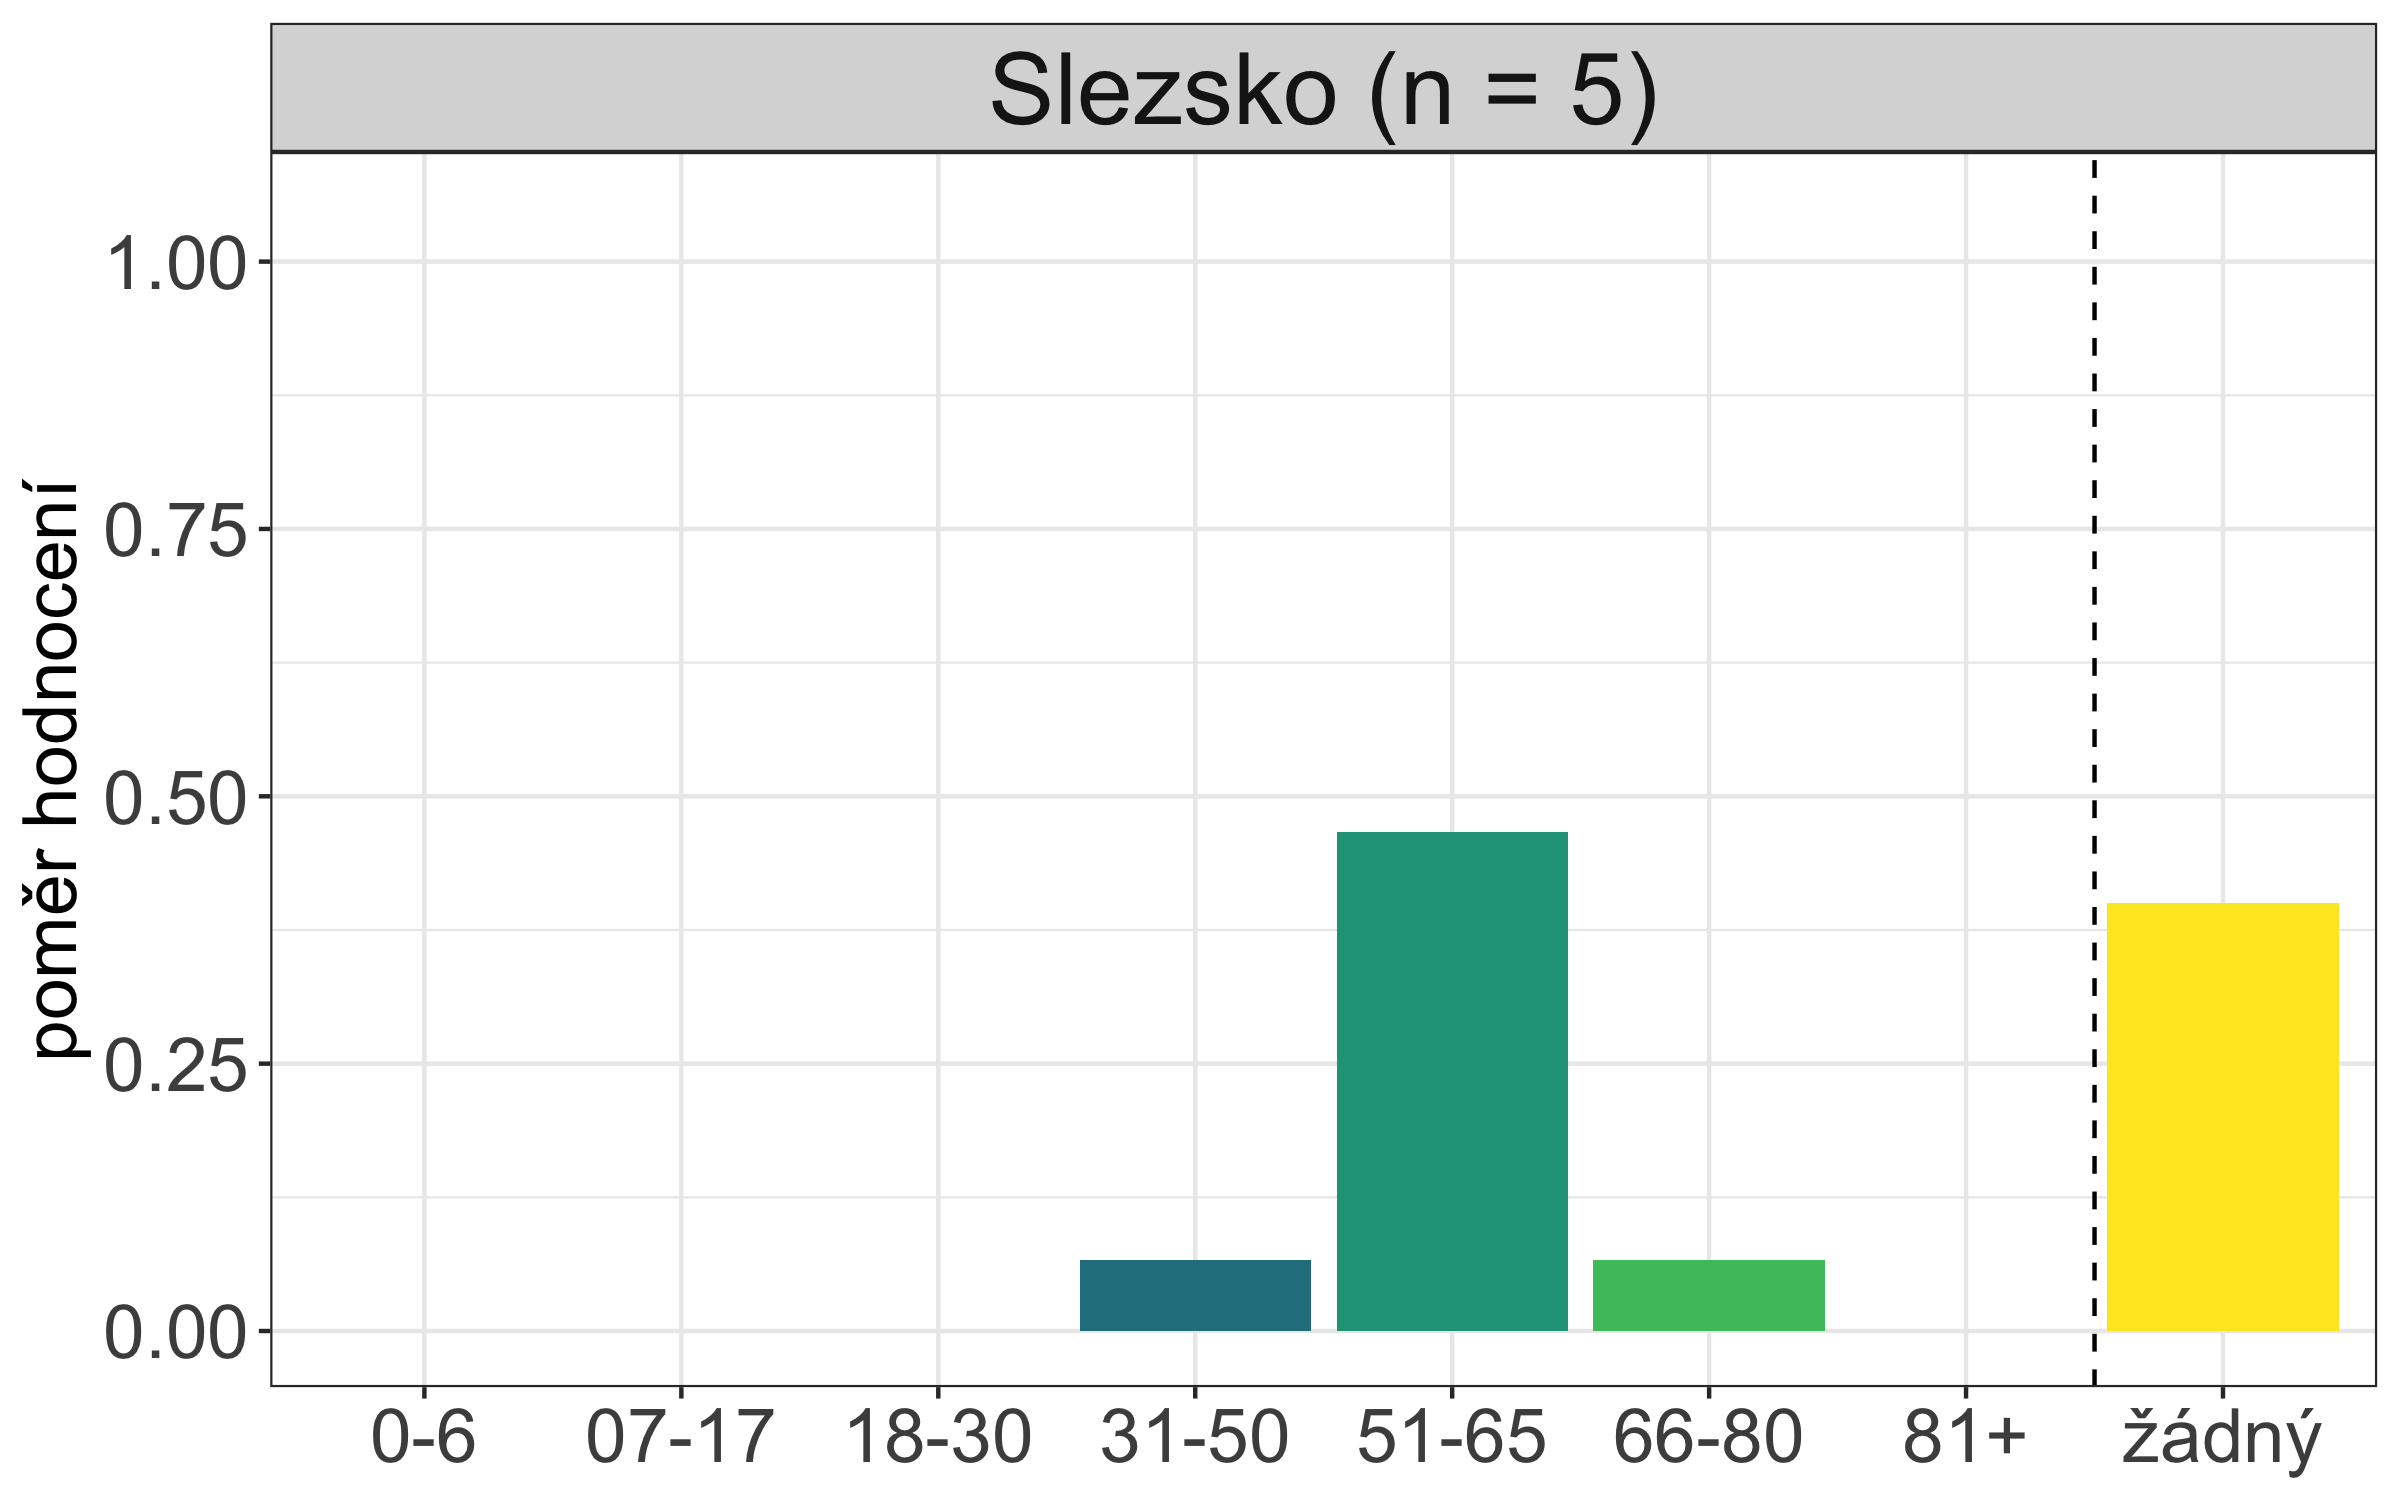 Slezsko (n = 5)
poměr hodnocení
1.00
0.75
0.50
0.25
0.00
0-6 07-17 18-30 31-50 51-65 66-80 81+ žádný